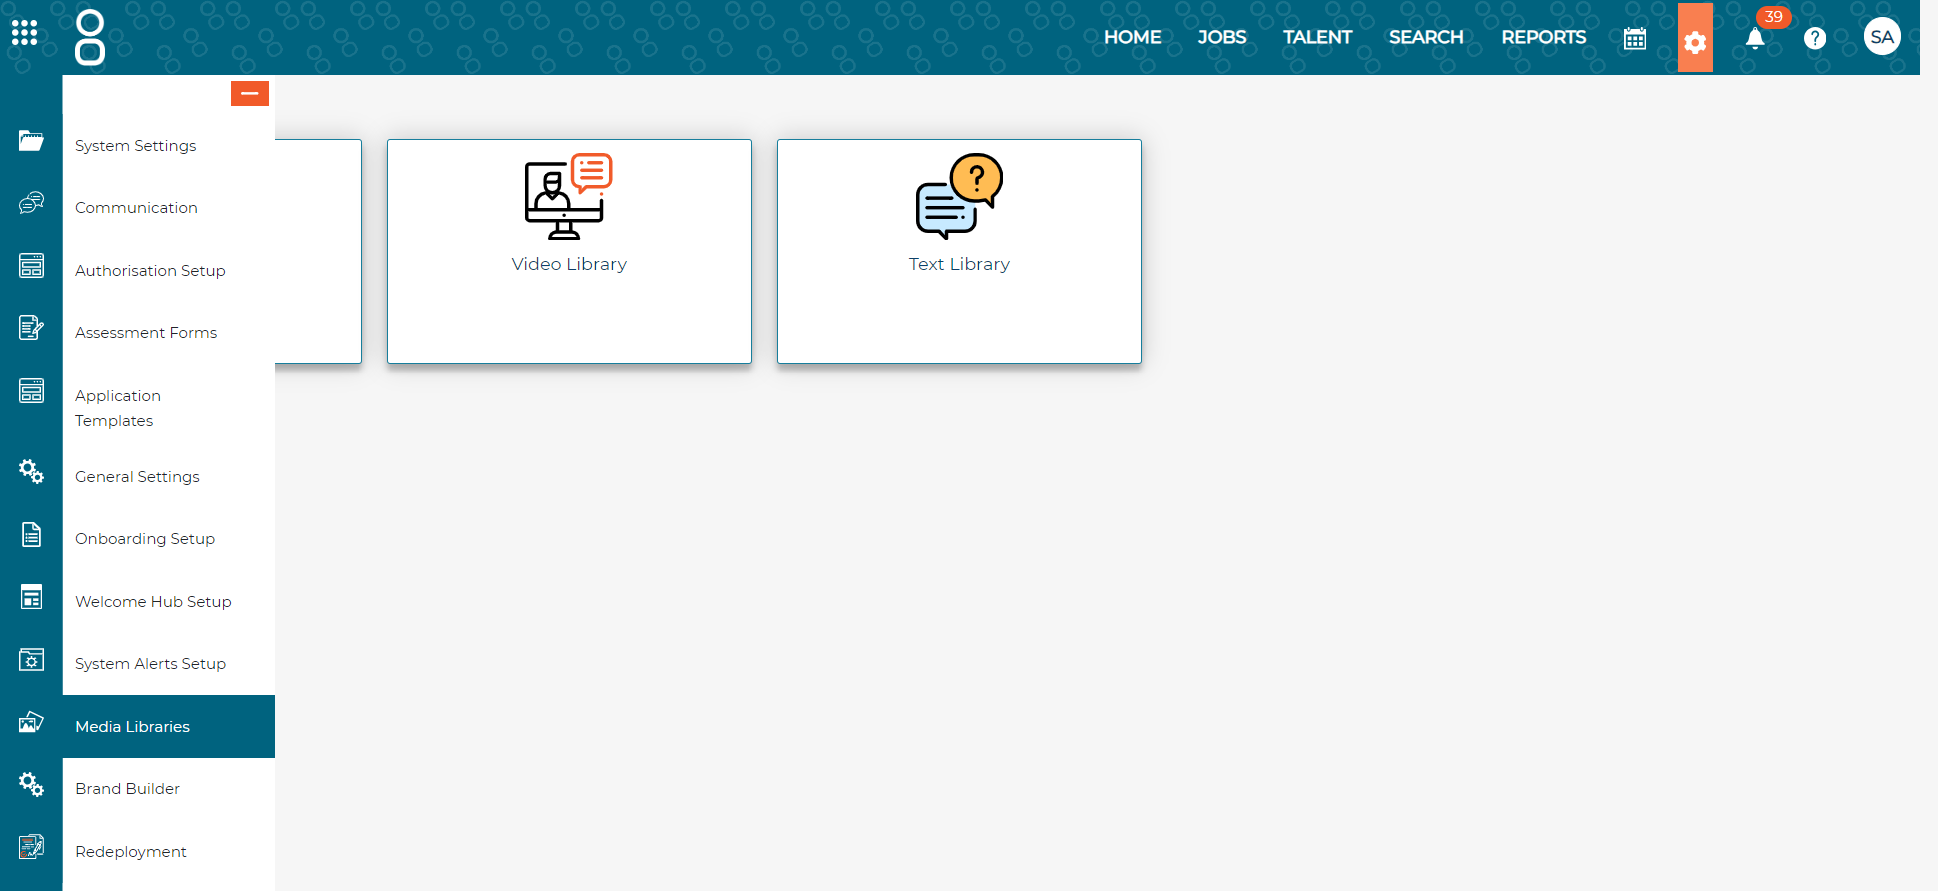 HOME JOBS TALENT SEARCH REPORTS 39 ? SA
System Settings
Communication
Authorisation Setup
Assessment Forms
Application
Templates
General Settings
Onboarding Setup
Welcome Hub Setup
System Alerts Setup
Media Libraries
Brand Builder
Redeployment
?
Video Library
Text Library